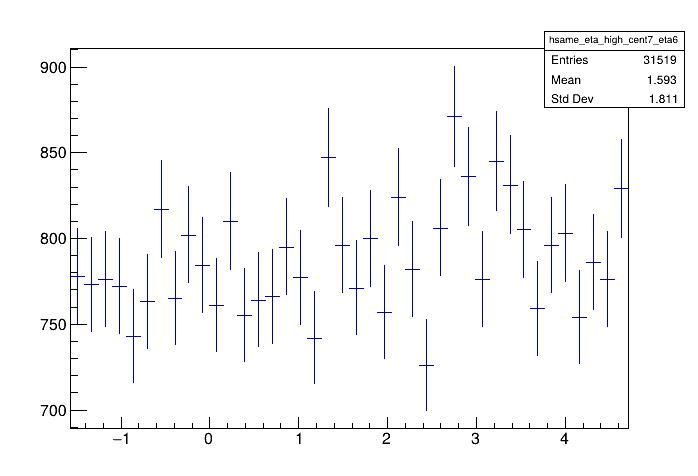 hsame_eta_high_cent7_eta6
Entries 31519
Mean 1.593
Std Dev 1.811
900
850
800
750
700
−1 0 1 2 3 4